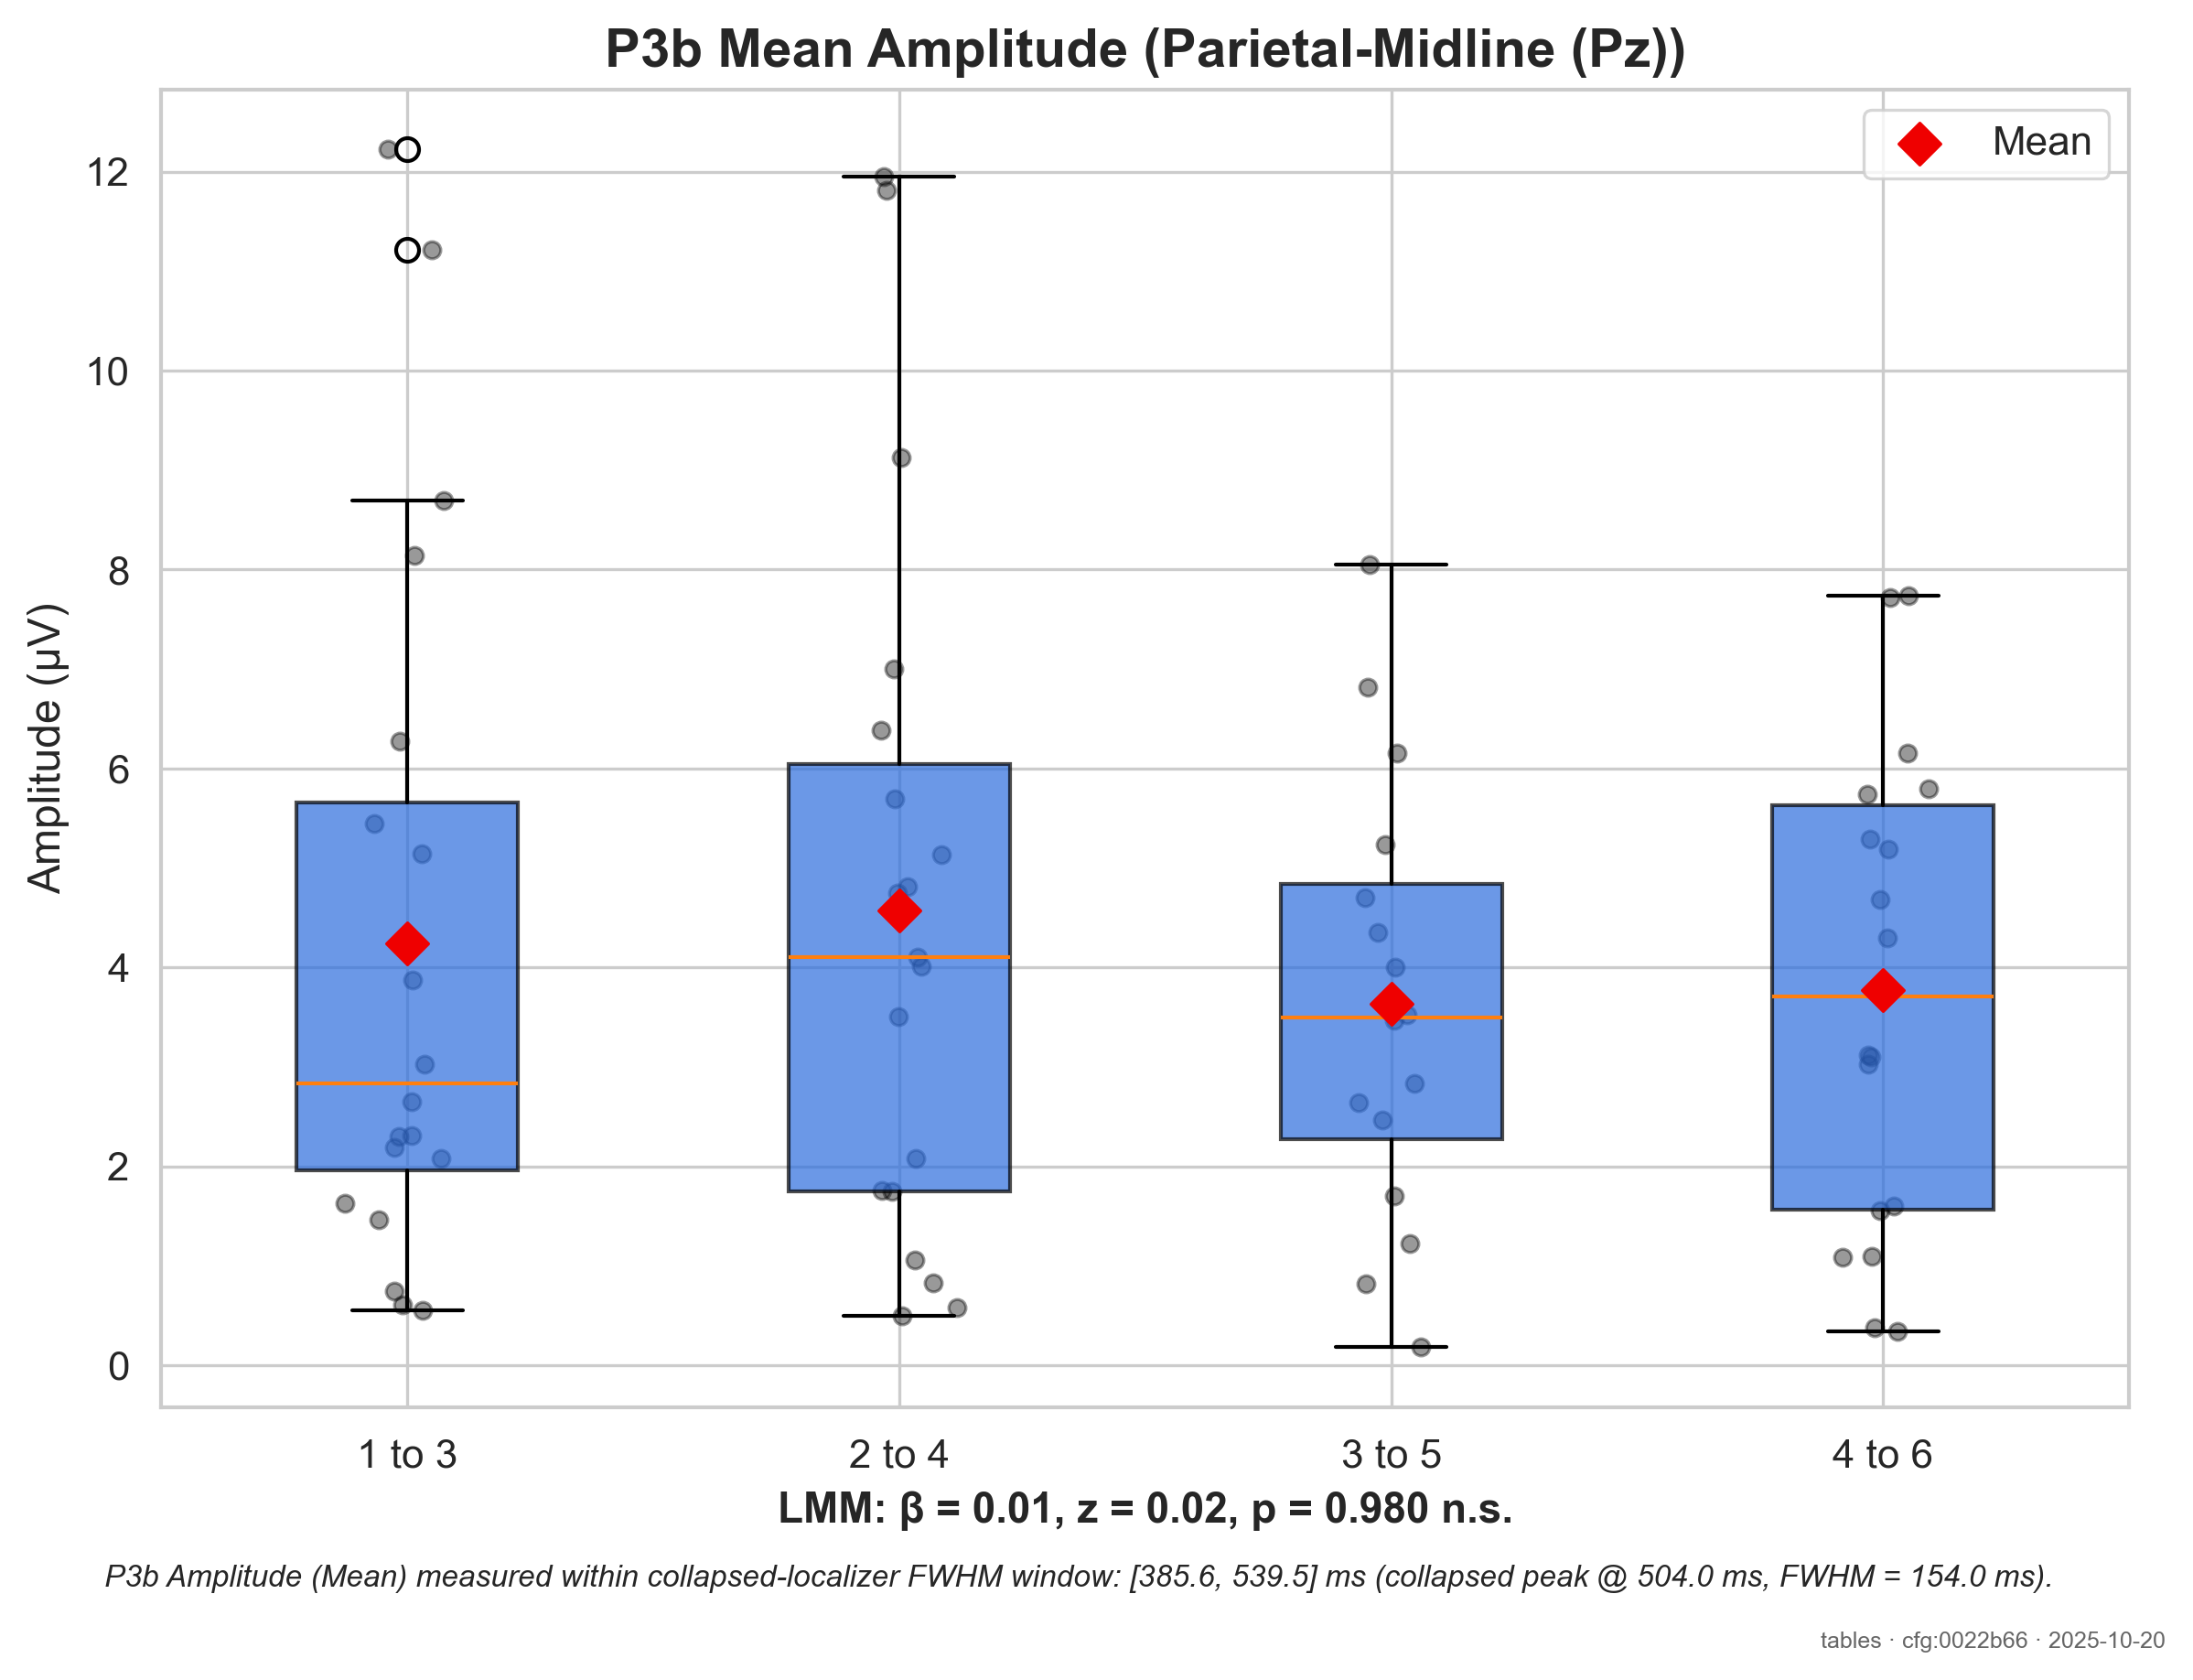 P3b Mean Amplitude (Parietal-Midline (Pz))
Mean
Amplitude (µV)
12
10
8
6
4
2
0
1 to 3
2 to 4
3 to 5
4 to 6
LMM: β = 0.01, z = 0.02, p = 0.980 n.s.
P3b Amplitude (Mean) measured within collapsed-localizer FWHM window: [385.6, 539.5] ms (collapsed peak @ 504.0 ms, FWHM = 154.0 ms).
tables · cfg:0022b66 · 2025-10-20